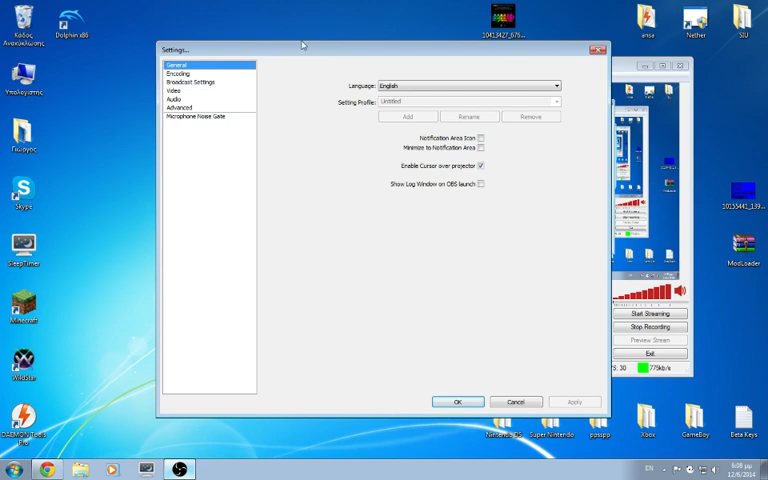 Κάδος
Ανακύκλωσης
Dolphin x86
10413427_676...
ansa
Nether
SIU
Settings...
General
Encoding
Broadcast Settings
Video
Audio
Advanced
Microphone Noise Gate
Language:
English
Setting Profile:
Untitled
Add
Rename
Remove
Notification Area Icon
Minimize to Notification Area
Enable Cursor over projector
Show Log Window on OBS launch
OK
Cancel
Apply
Υπολογιστής
Γιώργος
Skype
SleepTimer
Minecraft
WildStar
DAEMON Tools
Pro
10155441_139...
ModLoader
Start Streaming
Stop Recording
Preview Stream
Exit
PS: 30
775kb/s
Nintendo DS
Super Nintendo
ppsspp
Xbox
GameBoy
Beta Keys
EN
12/6/2014